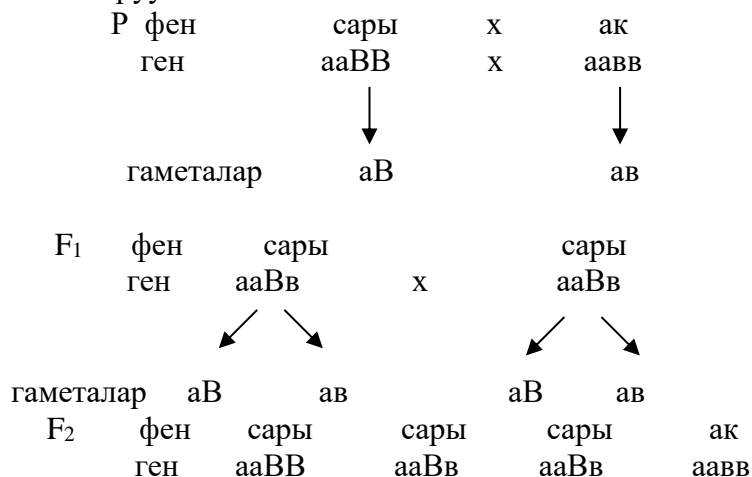 Р фен сары х ак
ген ааВВ х аавв
гаметалар аВ ав
F₁ фен сары сары
ген ааВв х ааВв
гаметалар аВ ав аВ ав
F₂ фен сары сары сары ак
ген ааВВ ааВв ааВв аавв